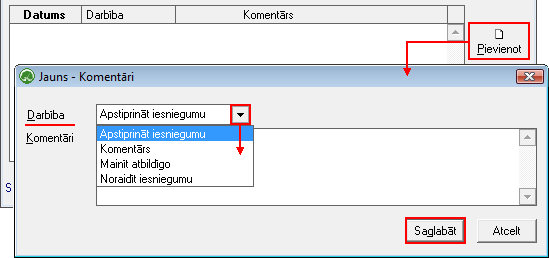 Datums Darbība Komentārs
Pievienot
Jauns - Komentāri
Darbība
Apstiprināt iesniegumu
Komentāri
Apstiprināt iesniegumu
Komentārs
Mainīt atbildīgo
Noraidīt iesniegumu
S
Saglabāt Atcelt